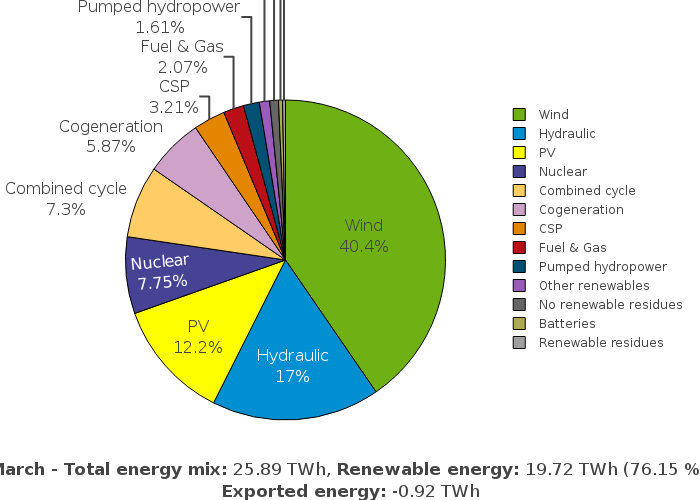 Pumped hydropower
1.61%
Fuel & Gas
2.07%
CSP
3.21%
Cogeneration
5.87%
Combined cycle
7.3%
Nuclear
7.75%
PV
12.2%
Hydraulic
17%
Wind
40.4%
Wind
Hydraulic
PV
Nuclear
Combined cycle
Cogeneration
CSP
Fuel & Gas
Pumped hydropower
Other renewables
No renewable residues
Batteries
Renewable residues
March - Total energy mix: 25.89 TWh, Renewable energy: 19.72 TWh (76.15 %
Exported energy: -0.92 TWh